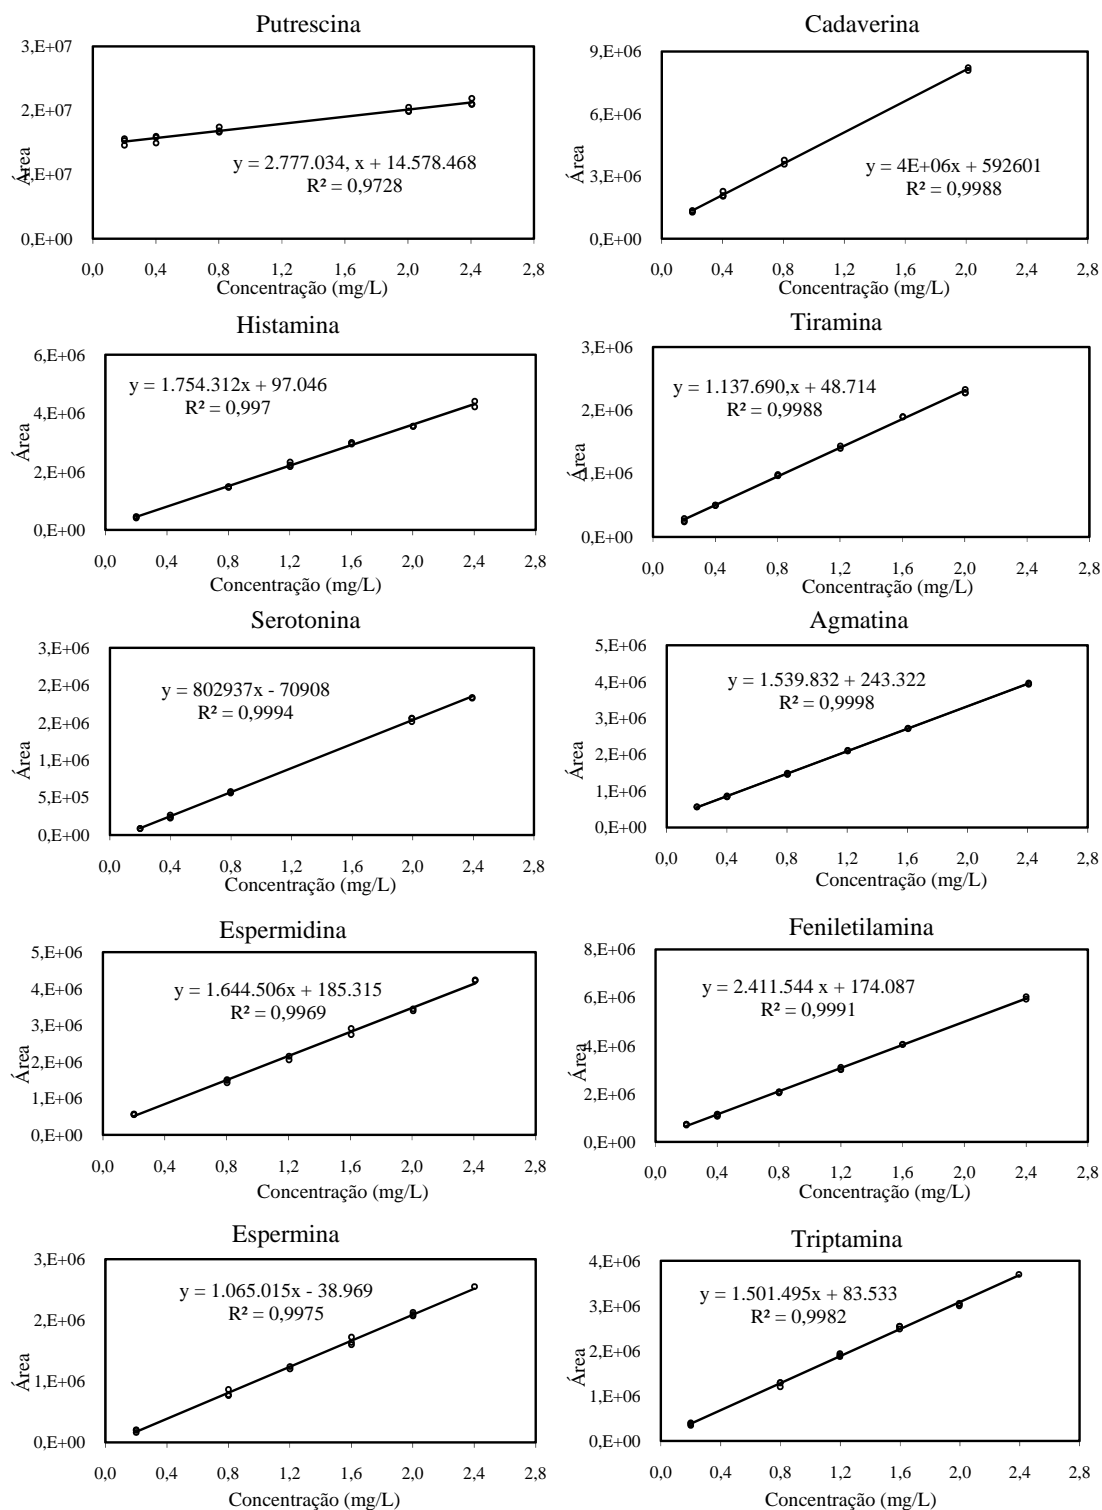 Putrescina
3,E+07
2,E+07
1,E+07
0,E+00
Área
y = 2.777.034, x + 14.578.468
R² = 0,9728
0,0 0,4 0,8 1,2 1,6 2,0 2,4 2,8
Concentração (mg/L)
Cadaverina
9,E+06
6,E+06
3,E+06
0,E+00
Área
y = 4E+06x + 592601
R² = 0,9988
0,0 0,4 0,8 1,2 1,6 2,0 2,4 2,8
Concentração (mg/L)
Histamina
6,E+06
4,E+06
2,E+06
0,E+00
Área
y = 1.754.312x + 97.046
R² = 0,997
0,0 0,4 0,8 1,2 1,6 2,0 2,4 2,8
Concentração (mg/L)
Tiramina
3,E+06
2,E+06
1,E+06
0,E+00
Área
y = 1.137.690,x + 48.714
R² = 0,9988
0,0 0,4 0,8 1,2 1,6 2,0 2,4 2,8
Concentração (mg/L)
Serotonina
3,E+06
2,E+06
2,E+06
1,E+06
5,E+05
0,E+00
Área
y = 802937x - 70908
R² = 0,9994
0,0 0,4 0,8 1,2 1,6 2,0 2,4 2,8
Concentração (mg/L)
Agmatina
5,E+06
4,E+06
3,E+06
2,E+06
1,E+06
0,E+00
Área
y = 1.539.832 + 243.322
R² = 0,9998
0,0 0,4 0,8 1,2 1,6 2,0 2,4 2,8
Concentração (mg/L)
Espermidina
5,E+06
4,E+06
3,E+06
2,E+06
1,E+06
0,E+00
Área
y = 1.644.506x + 185.315
R² = 0,9969
0,0 0,4 0,8 1,2 1,6 2,0 2,4 2,8
Concentração (mg/L)
Feniletilamina
8,E+06
6,E+06
4,E+06
2,E+06
0,E+00
Área
y = 2.411.544 x + 174.087
R² = 0,9991
0,0 0,4 0,8 1,2 1,6 2,0 2,4 2,8
Concentração (mg/L)
Espermina
3,E+06
2,E+06
1,E+06
0,E+00
Área
y = 1.065.015x - 38.969
R² = 0,9975
0,0 0,4 0,8 1,2 1,6 2,0 2,4 2,8
Concentração (mg/L)
Triptamina
4,E+06
3,E+06
2,E+06
1,E+06
0,E+00
Área
y = 1.501.495x + 83.533
R² = 0,9982
0,0 0,4 0,8 1,2 1,6 2,0 2,4 2,8
Concentração (mg/L)